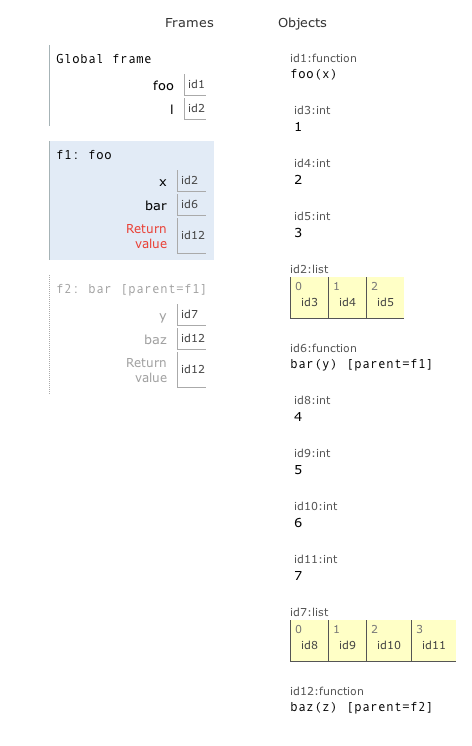 Frames
Objects
Global frame
foo id1
l id2
f1: foo
x id2
bar id6
Return
value id12
f2: bar [parent=f1]
y id7
baz id12
Return
value id12
id1:function
foo(x)
id3:int
1
id4:int
2
id5:int
3
id2:list
0 1 2
id3 id4 id5
id6:function
bar(y) [parent=f1]
id8:int
4
id9:int
5
id10:int
6
id11:int
7
id7:list
0 1 2 3
id8 id9 id10 id11
id12:function
baz(z) [parent=f2]